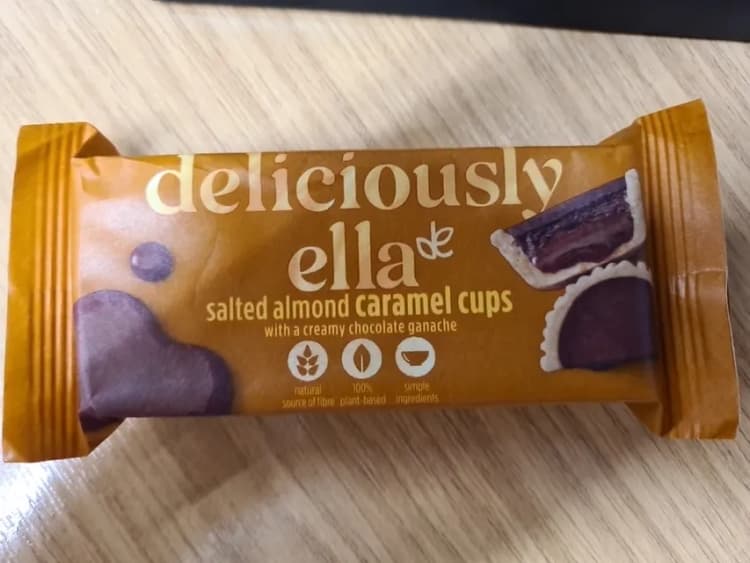 deliciously
ella de
salted almond caramel cups
with a creamy chocolate ganache
natural
source of fibre
100%
plant-based
simple
ingredients